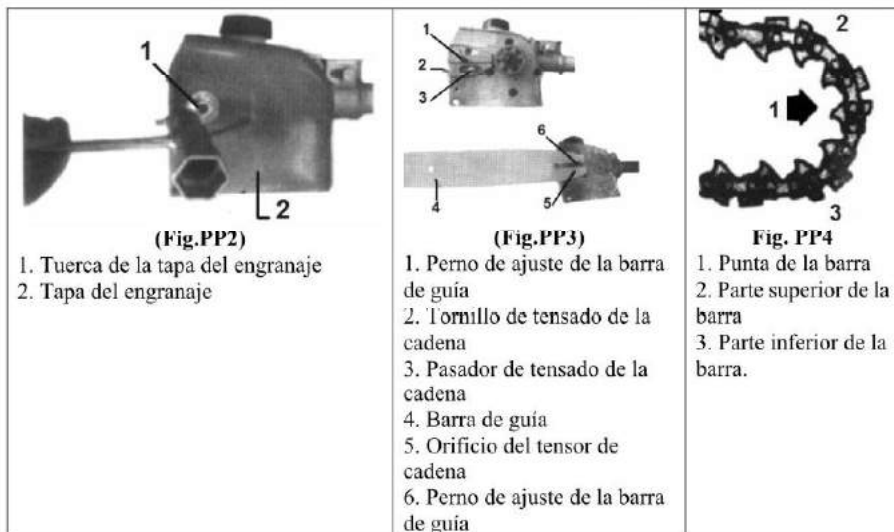 1
2
(Fig.PP2)
1. Tuerca de la tapa del engranaje
2. Tapa del engranaje
1
2
3
6
4
5
(Fig.PP3)
1. Perno de ajuste de la barra
de guía
2. Tornillo de tensado de la
cadena
3. Pasador de tensado de la
cadena
4. Barra de guía
5. Orificio del tensor de
cadena
6. Perno de ajuste de la barra
de guía
2
1
3
Fig. PP4
1. Punta de la barra
2. Parte superior de la
barra
3. Parte inferior de la
barra.